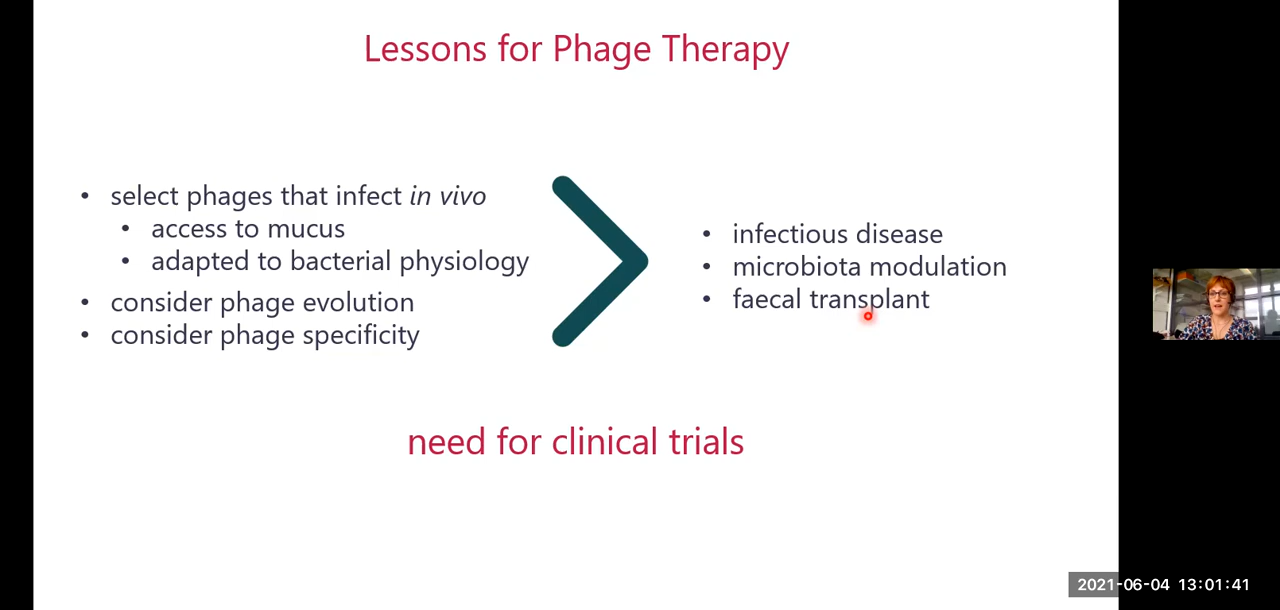 Lessons for Phage Therapy
• select phages that infect in vivo
• access to mucus
• adapted to bacterial physiology
• consider phage evolution
• consider phage specificity
• infectious disease
• microbiota modulation
• faecal transplant
need for clinical trials
2021-06-04 13:01:41